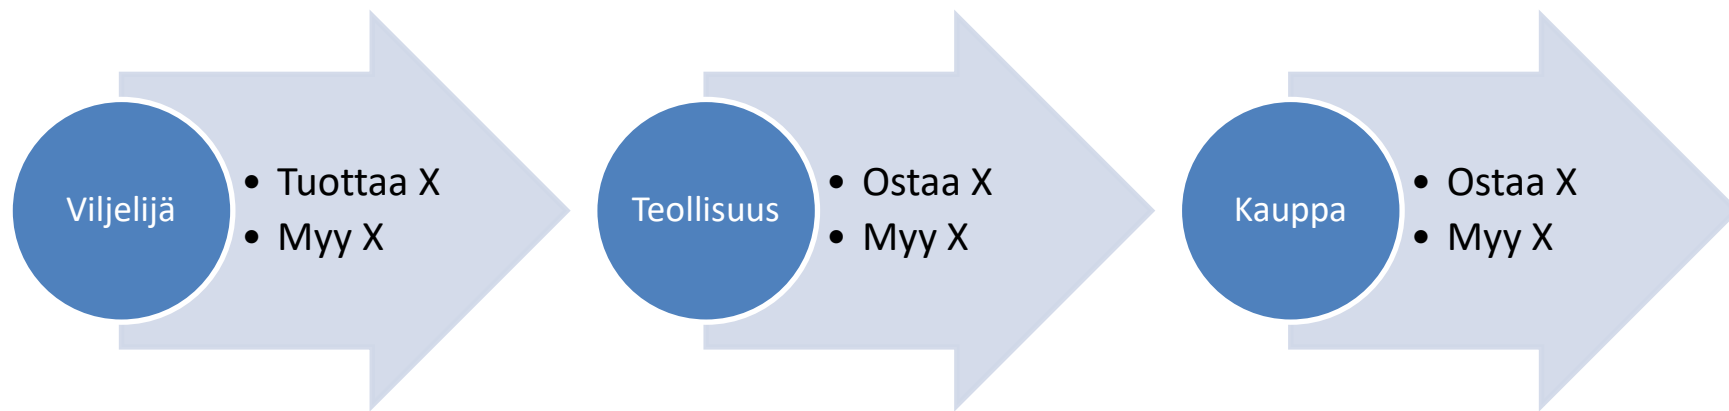 Viljelijä
• Tuottaa X
• Myy X
Teollisuus
• Ostaa X
• Myy X
Kauppa
• Ostaa X
• Myy X